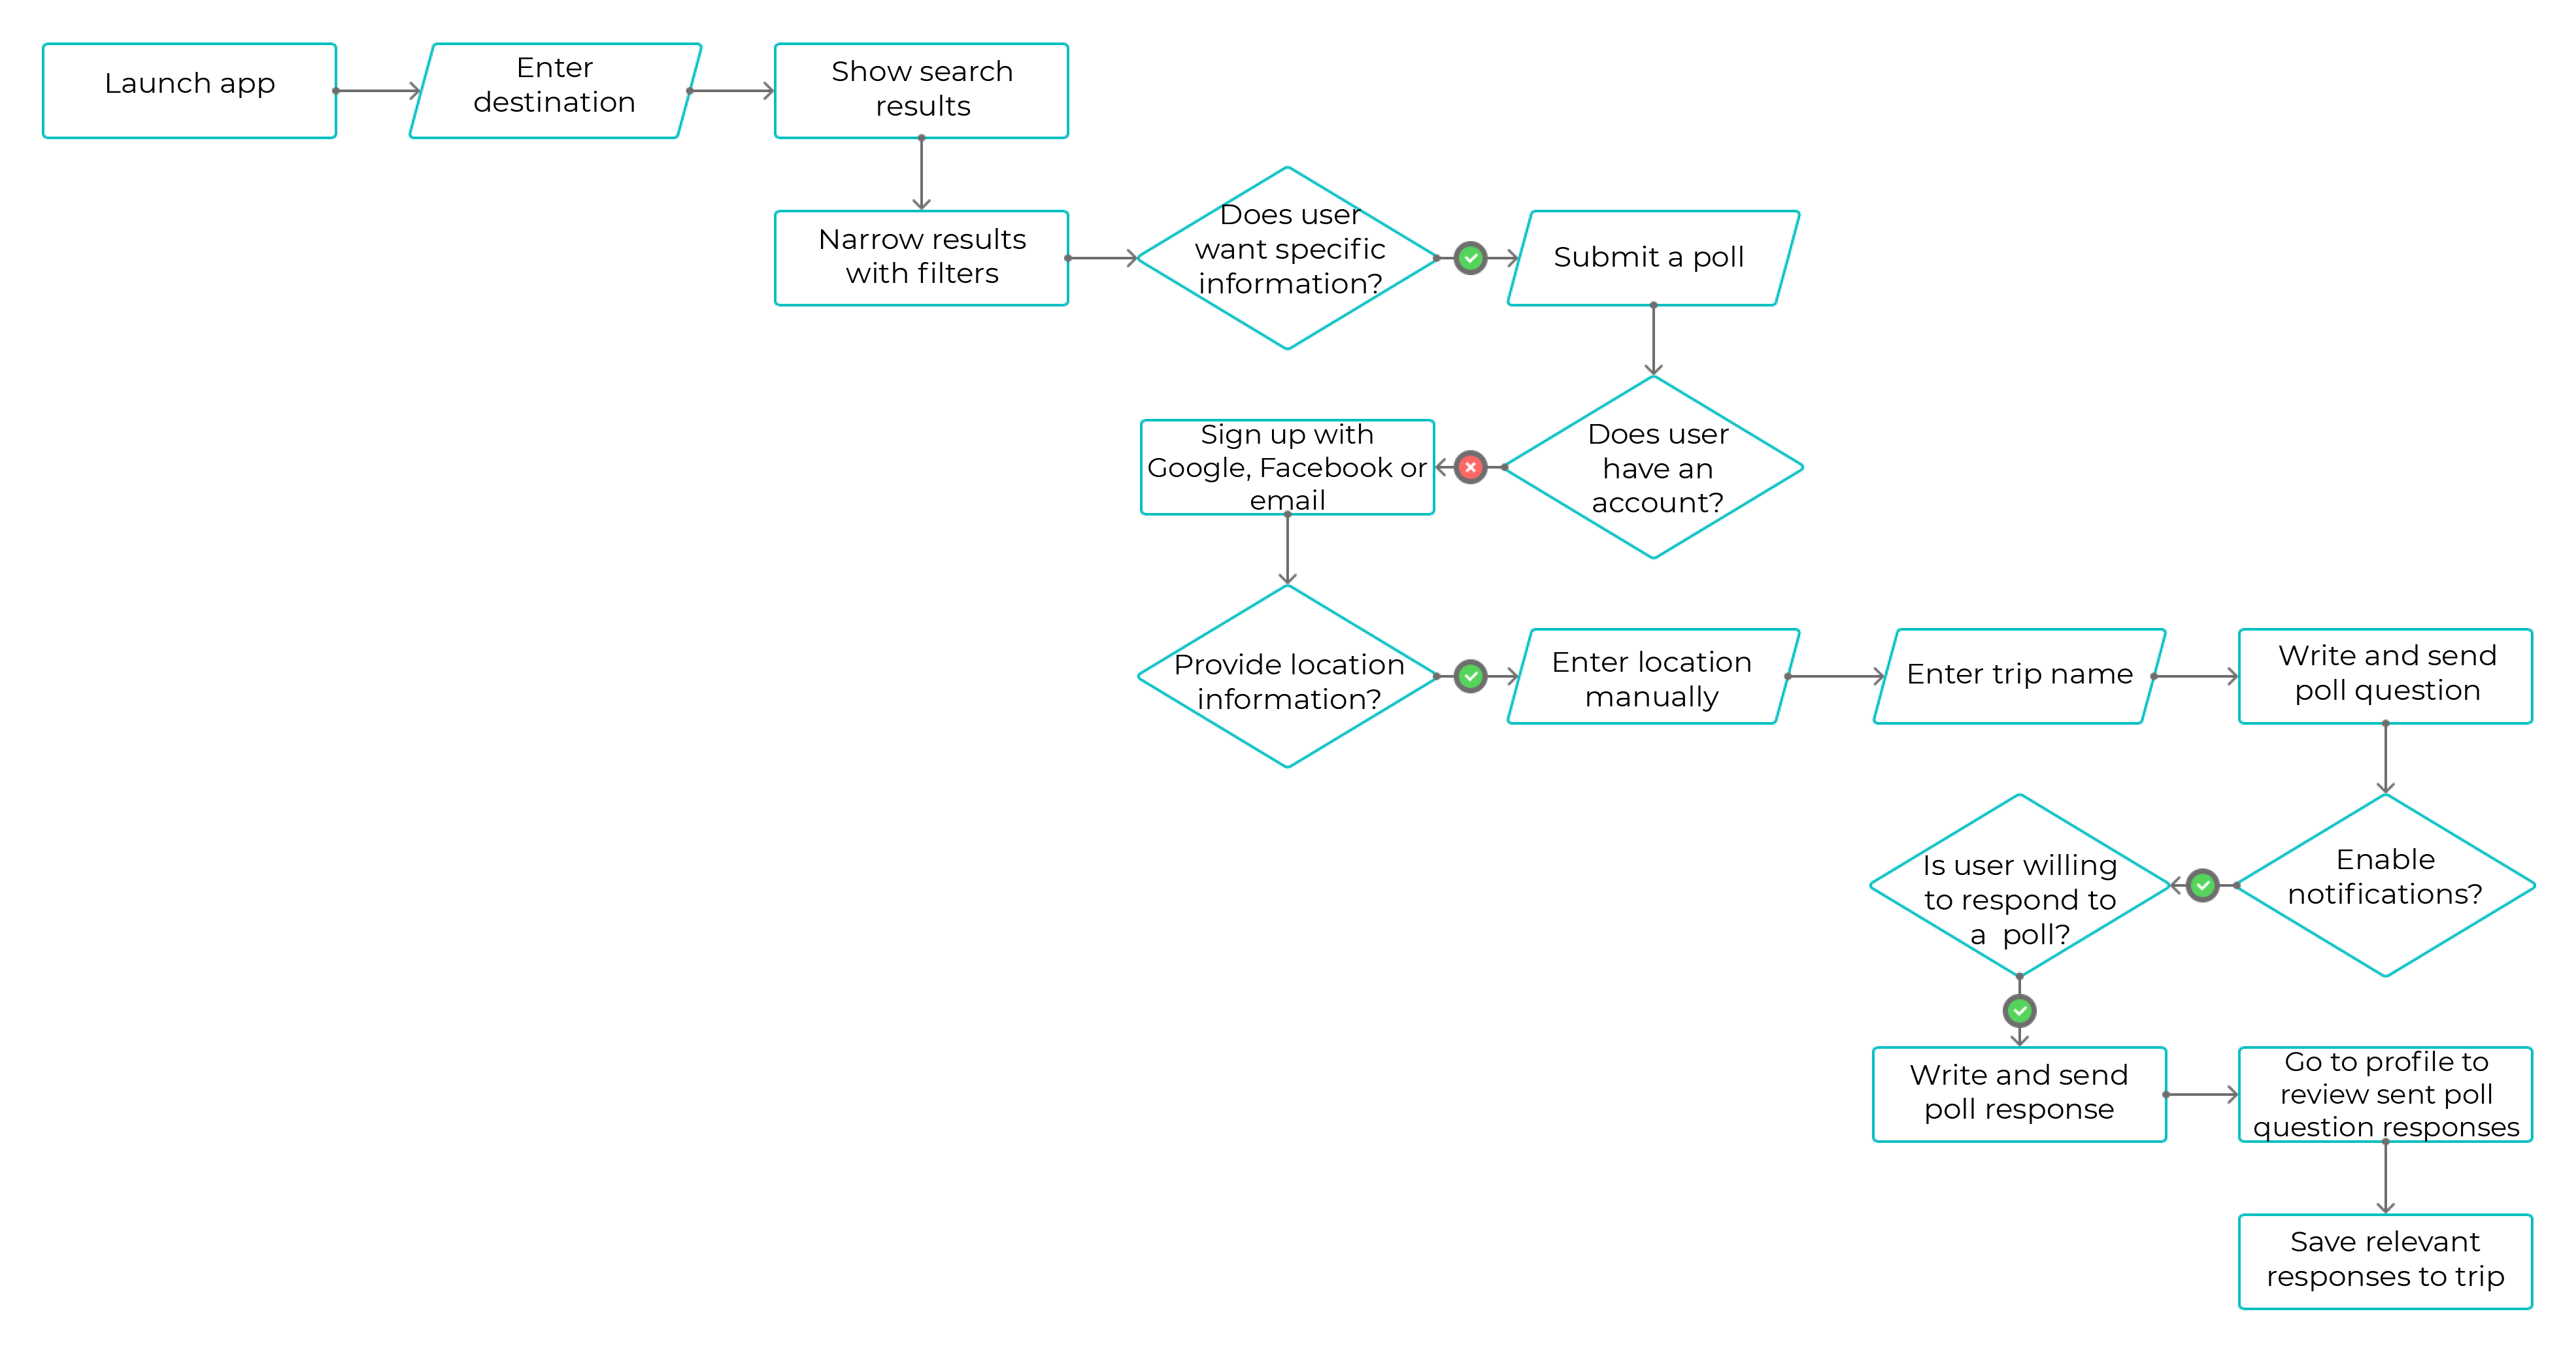 Launch app
Enter
destination
Show search
results
Narrow results
with filters
Does user
want specific
information?
Submit a poll
Does user
have an
account?
Sign up with
Google, Facebook or
email
Provide location
information?
Enter location
manually
Enter trip name
Write and send
poll question
Enable
notifications?
Is user willing
to respond to
a  poll?
Write and send
poll response
Go to profile to
review sent poll
question responses
Save relevant
responses to trip